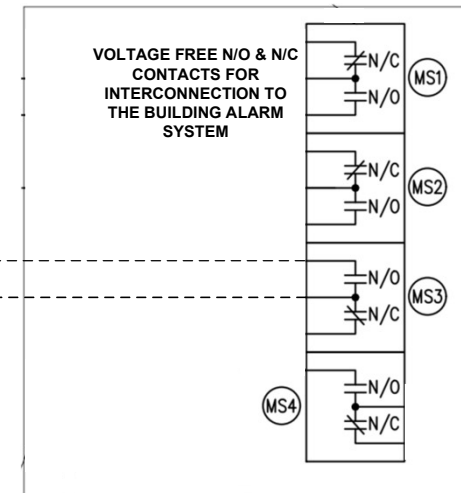 VOLTAGE FREE N/O & N/C
CONTACTS FOR
INTERCONNECTION TO
THE BUILDING ALARM
SYSTEM
N/C
MS1
N/O
N/C
MS2
N/O
N/O
MS3
N/C
N/O
MS4
N/C